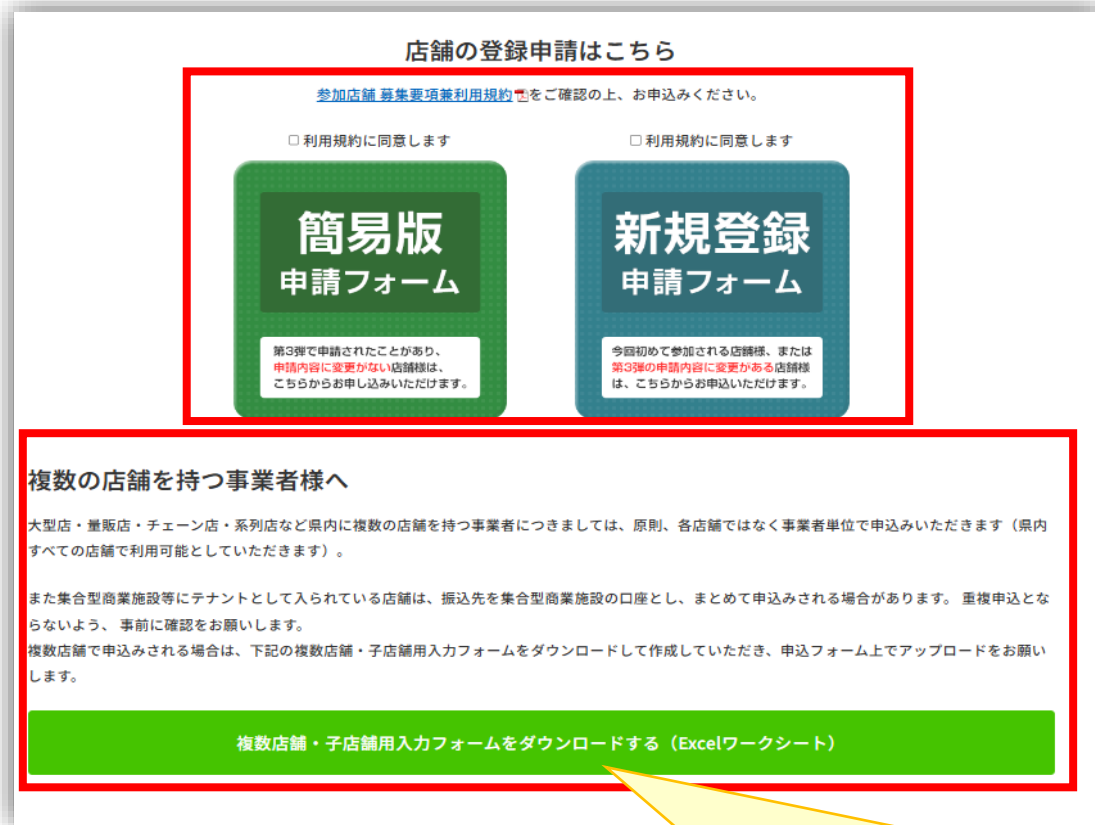 店舗の登録申請はこちら
参加店舗 募集要項兼利用規約をご確認の上、お申込みください。
利用規約に同意します
簡易版
申請フォーム
第3弾で申請されたことがあり、
申請内容に変更がない店舗様は、
こちらからお申し込みいただけます。
利用規約に同意します
新規登録
申請フォーム
今回初めて参加される店舗様、または
第3弾の申請内容に変更がある店舗様
は、こちらからお申込いただけます。
複数の店舗を持つ事業者様へ
大型店・量販店・チェーン店・系列店など県内に複数の店舗を持つ事業者につきましては、原則、各店舗ではなく事業者単位で申込みいただきます（県内
すべての店舗で利用可能としていただきます）。
また集合型商業施設等にテナントとして入られている店舗は、振込先を集合型商業施設の口座とし、まとめて申込みされる場合があります。 重複申込とな
らないよう、 事前に確認をお願いします。
複数店舗で申込みされる場合は、下記の複数店舗・子店舗用入力フォームをダウンロードして作成していただき、申込フォーム上でアップロードをお願い
します。
複数店舗・子店舗用入力フォームをダウンロードする（Excelワークシート）